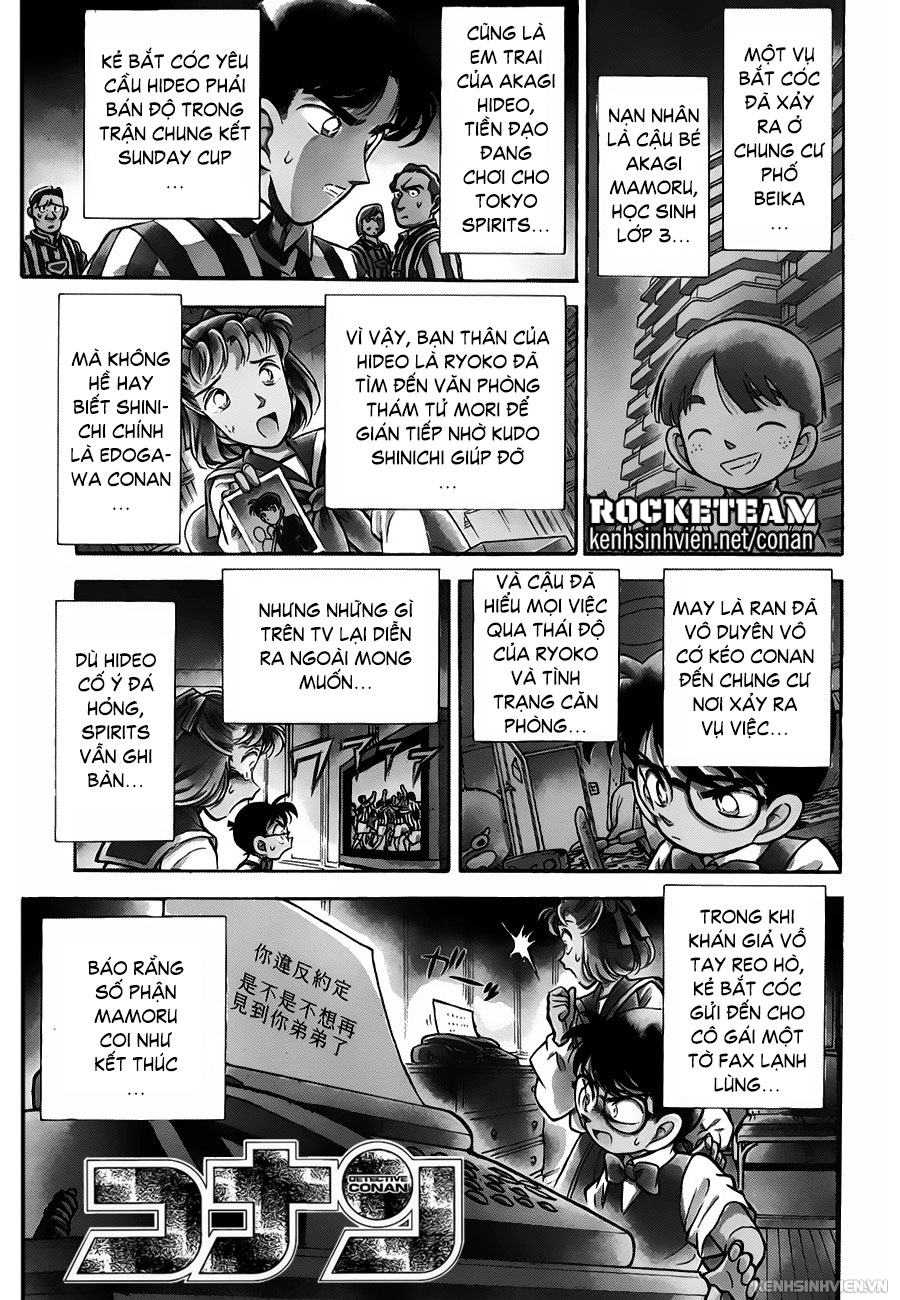 MỘT VỤ
BẮT CÓC
ĐÃ XẢY
RA Ở
CHUNG CƯ
PHỐ
BEIKA
...
NẠN NHÂN
LÀ CẬU BÉ
AKAGI
MAMORU,
HỌC SINH
LỚP 3...
CŨNG LÀ
EM TRAI
CỦA AKAGI
HIDEO,
TIỀN ĐẠO
ĐANG
CHƠI CHO
TOKYO
SPIRITS...
KẺ BẮT CÓC YÊU
CẦU HIDEO PHẢI
BÁN ĐỘ TRONG
TRẬN CHUNG KẾT
SUNDAY CUP
...
ROCKETEAM
kenhsinhvien.net/conan
VÌ VẬY, BẠN THÂN CỦA
HIDEO LÀ RYOKO ĐÃ
TÌM ĐẾN VĂN PHÒNG
THÁM TỬ MORI ĐỂ
GIÁN TIẾP NHỜ KUDO
SHINICHI GIÚP ĐỠ
...
MÀ KHÔNG
HỀ HAY
BIẾT SHINI-
CHI CHÍNH
LÀ EDOGA-
WA CONAN
...
MAY LÀ RAN ĐÃ
VÔ DUYÊN VÔ
CỚ KÉO CONAN
ĐẾN CHUNG CƯ
NƠI XẢY RA
VỤ VIỆC...
VÀ CẬU ĐÃ
HIỂU MỌI VIỆC
QUA THÁI ĐỘ
CỦA RYOKO
VÀ TÌNH
TRẠNG CĂN
PHÒNG...
NHƯNG NHỮNG GÌ
TRÊN TV LẠI DIỄN
RA NGOÀI MONG
MUỐN...
DÙ HIDEO
CỐ Ý ĐÁ
HỎNG,
SPIRITS
VẪN GHI
BÀN...
ワアアアア
TRONG KHI
KHÁN GIẢ VỖ
TAY REO HÒ,
KẺ BẮT CÓC
GỬI ĐẾN CHO
CÔ GÁI MỘT
TỜ FAX LẠNH
LÙNG...
你違反約定
是不是不想再
見到你弟弟了
BÁO RẰNG
SỐ PHẬN
MAMORU
COI NHƯ
KẾT THÚC
...
コナン
DETECTIVE
CONAN
KENHSINHVIEN.VN